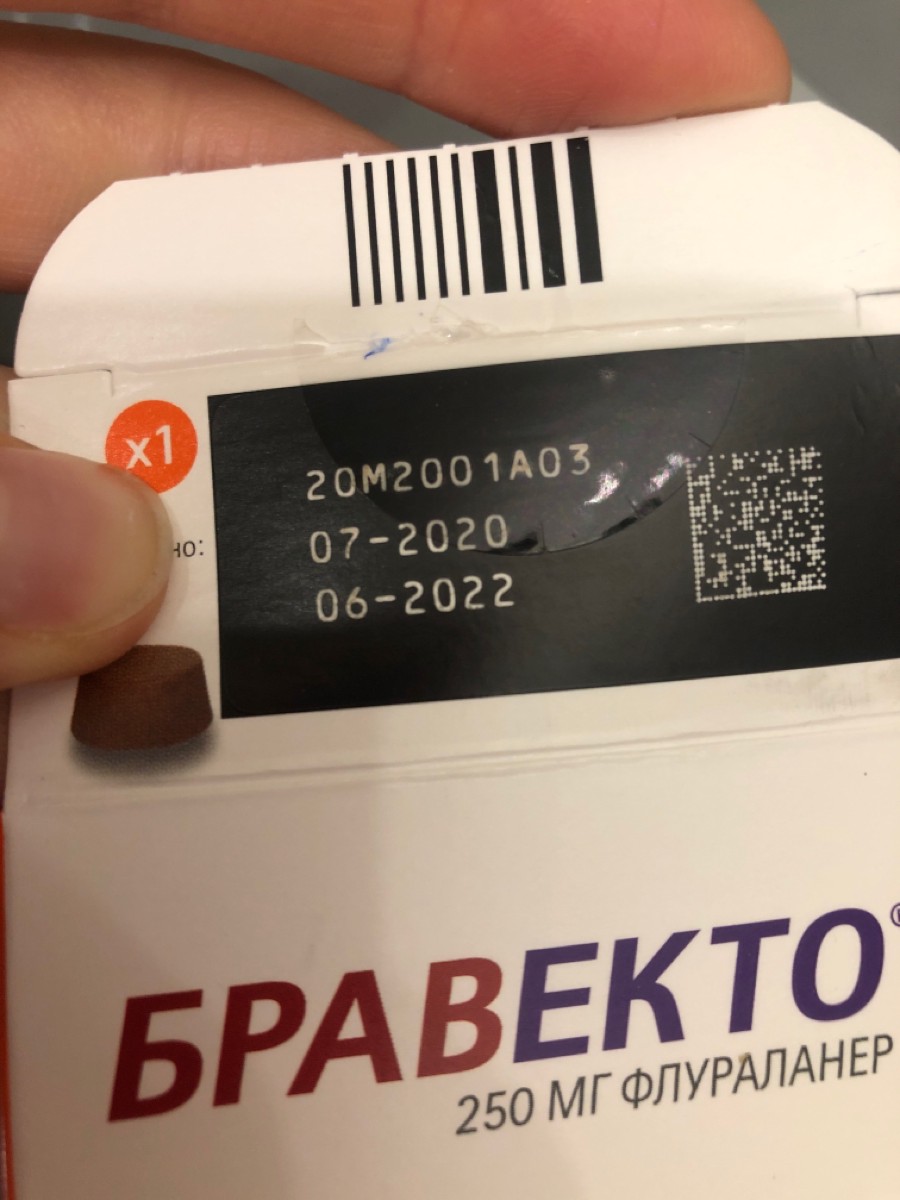 x1
20M2001A03
но:
07-2020
06-2022
БРАВЕКТО®
250 МГ ФЛУРАЛАНЕР